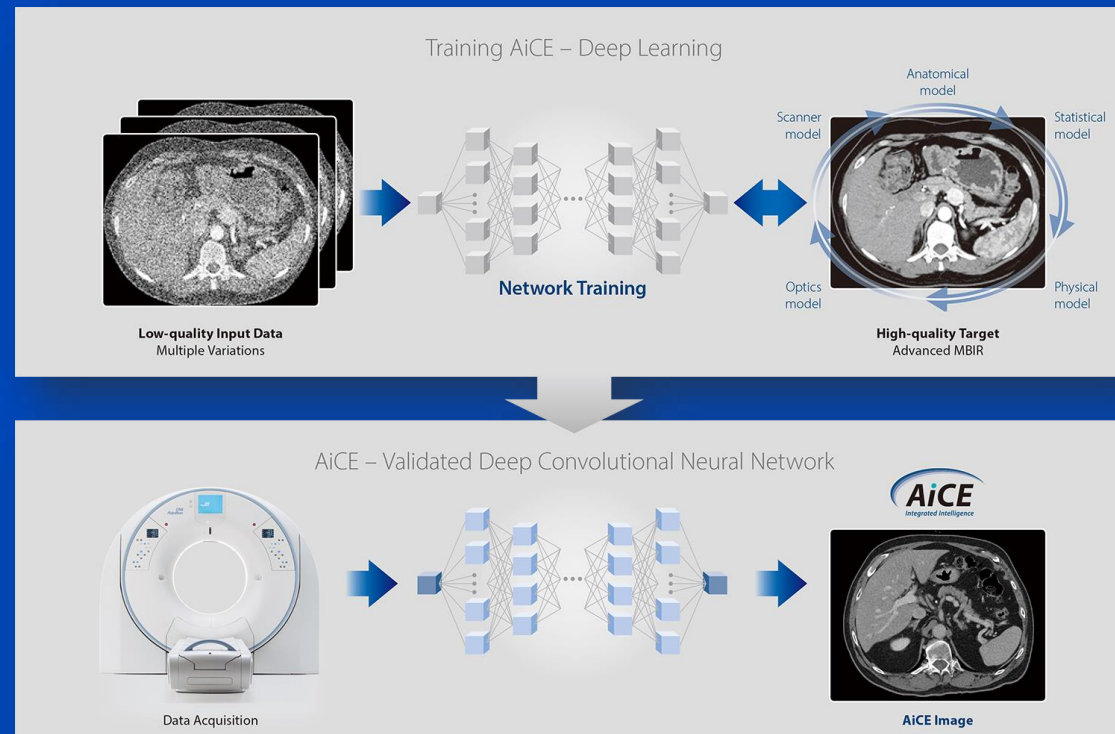 Training AiCE – Deep Learning
Anatomical
model
Scanner
model
Statistical
model
Network Training
Optics
model
Physical
model
Low-quality Input Data
Multiple Variations
High-quality Target
Advanced MBIR
AiCE – Validated Deep Convolutional Neural Network
AiCE
Integrated Intelligence
Data Acquisition
AiCE Image